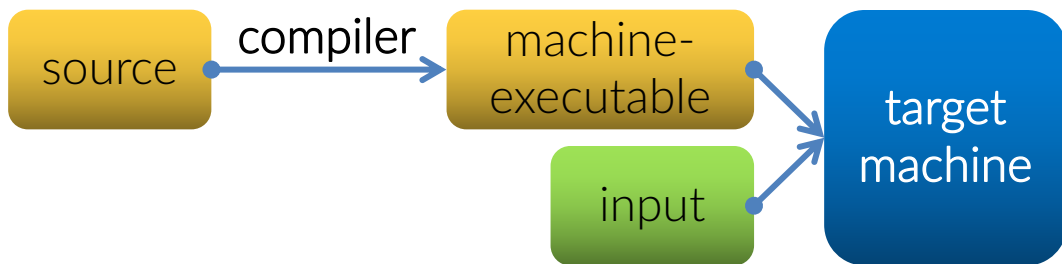 source
compiler
machine-
executable
input
target
machine